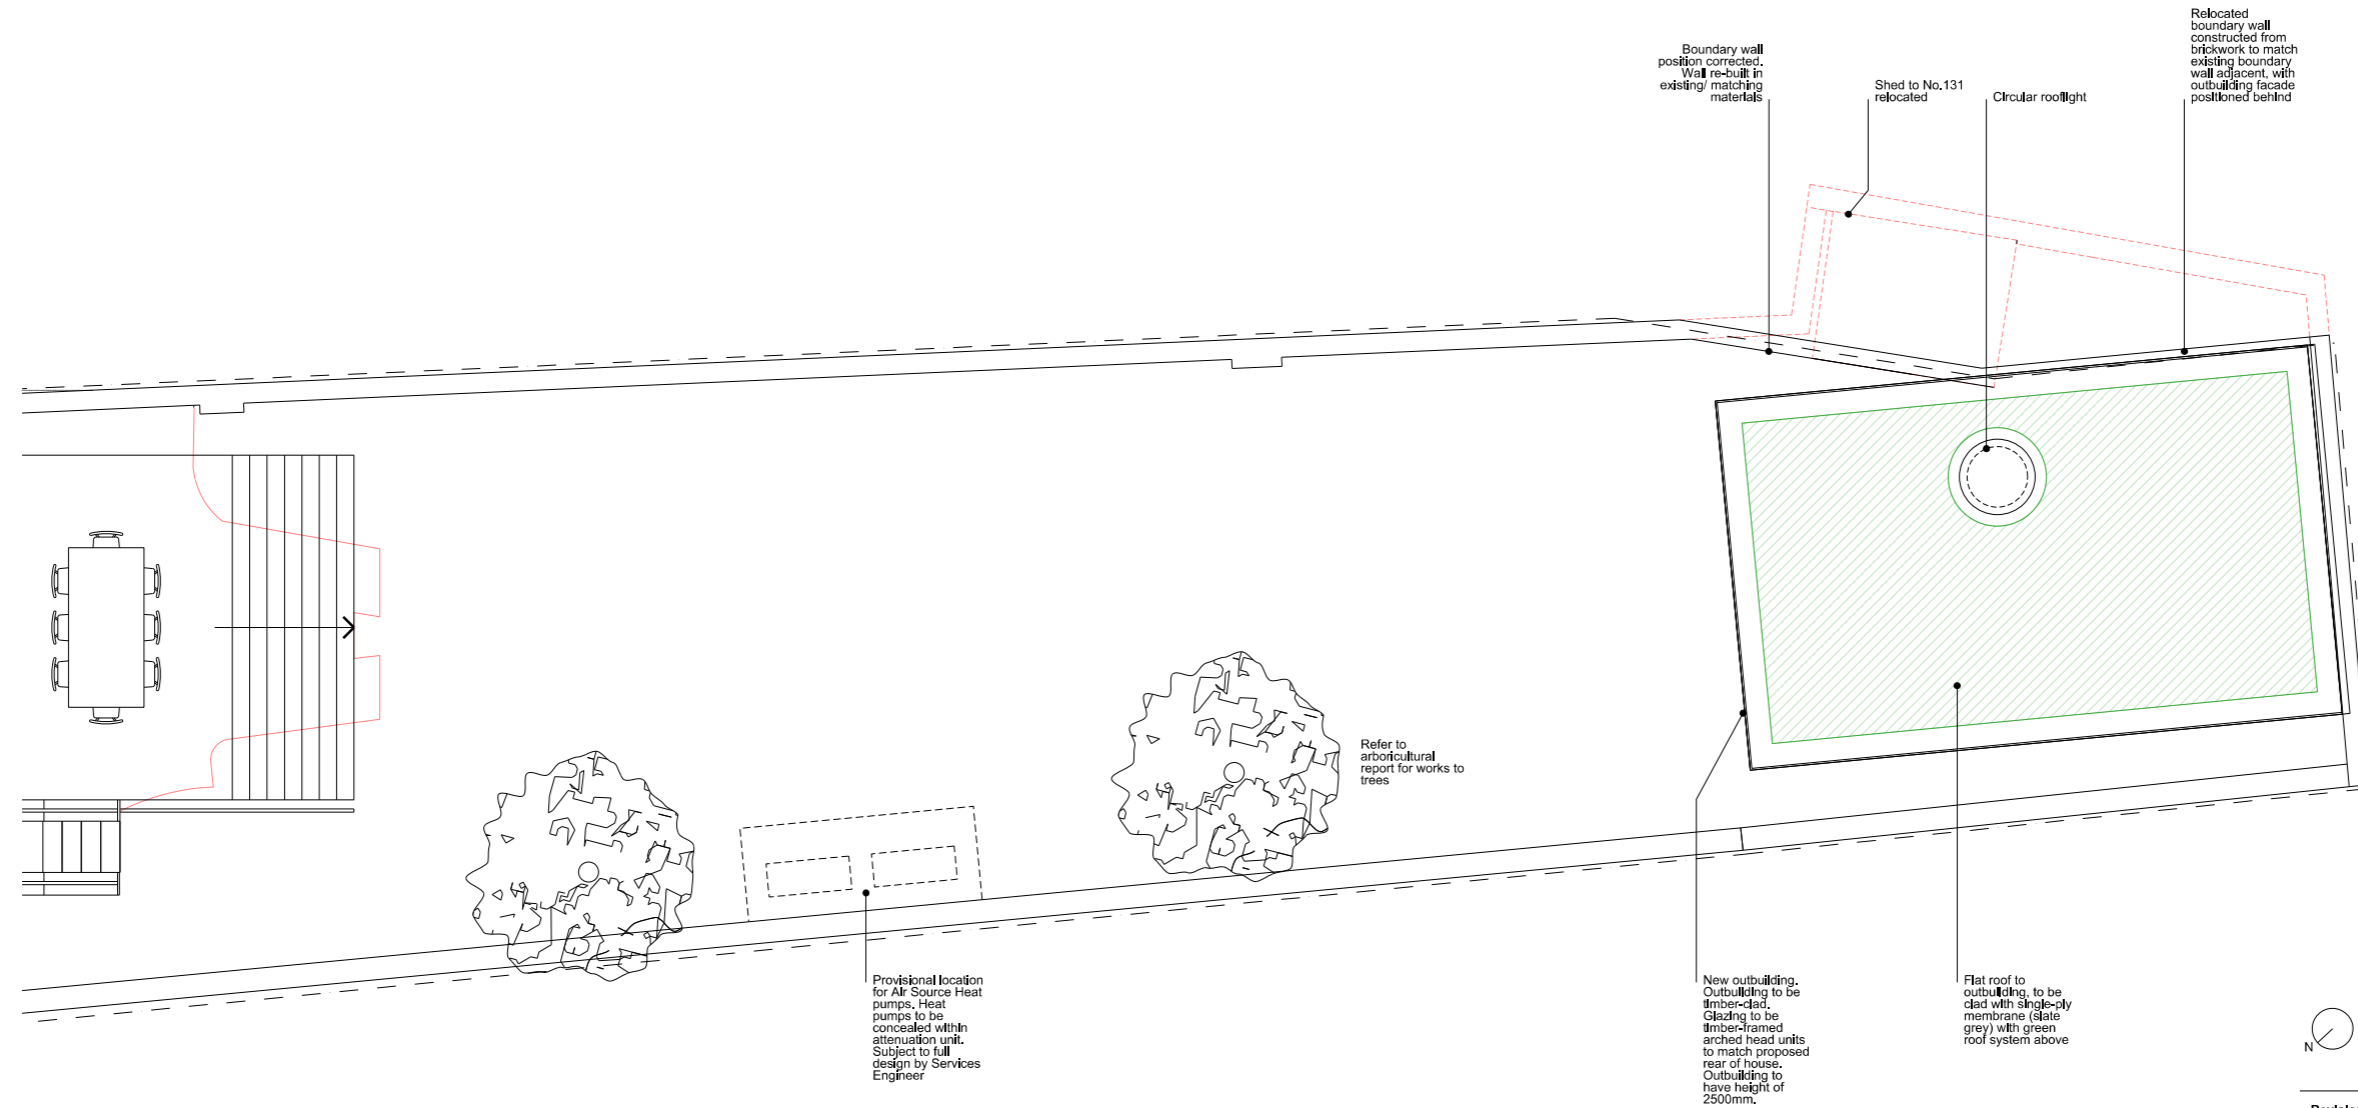 Relocated
boundary wall
constructed from
brickwork to match
existing boundary
wall adjacent, with
outbuilding facade
positioned behind
Boundary wall
position corrected.
Wall re-built in
existing/ matching
materials
Shed to No.131
relocated
Circular rooflight
Refer to
arboricultural
report for works to
trees
Provisional location
for Air Source Heat
pumps. Heat
pumps to be
concealed within
attenuation unit.
Subject to full
design by Services
Engineer
New outbuilding.
Outbuilding to be
timber-clad.
Glazing to be
timber-framed
arched head units
to match proposed
rear of house.
Outbuilding to
have height of
2500mm.
Flat roof to
outbuilding, to be
clad with single-ply
membrane (slate
grey) with green
roof system above
N